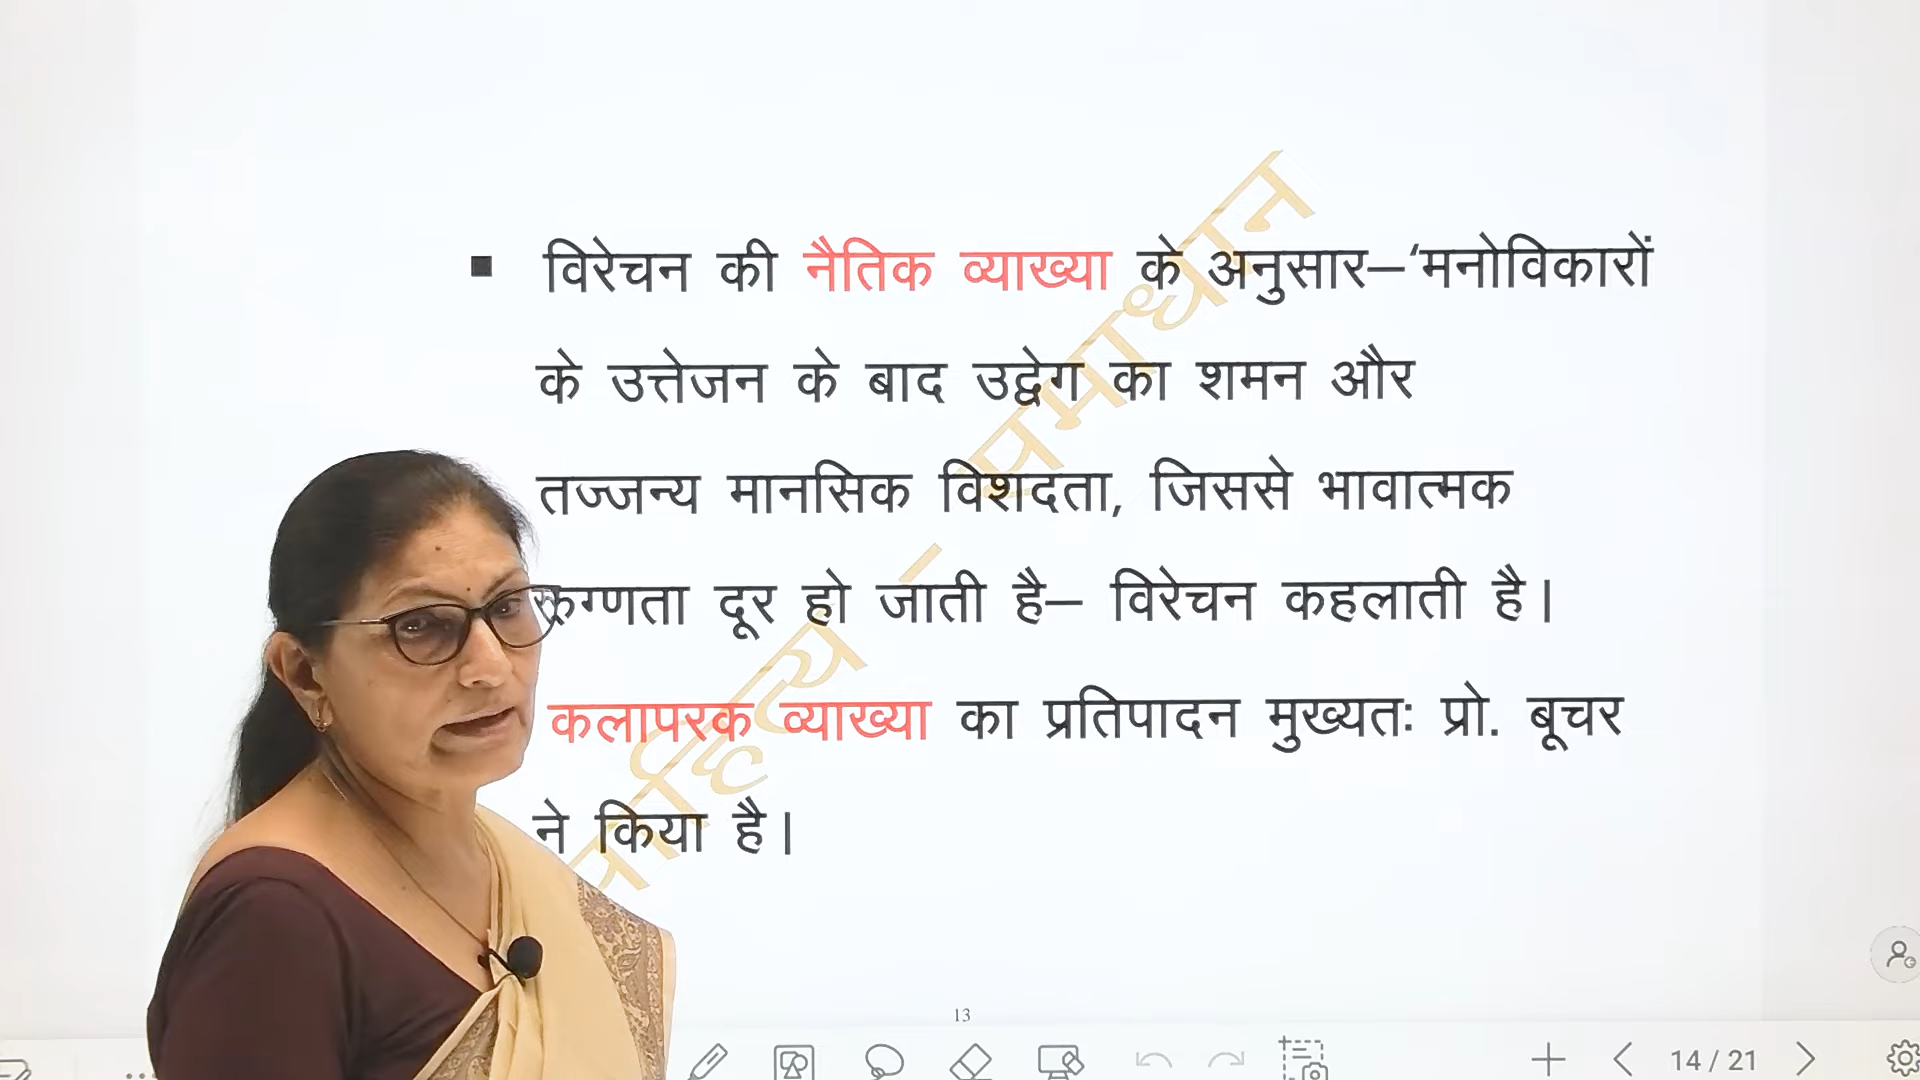 ▪ विरेचन की नैतिक व्याख्या के अनुसार–‘मनोविकारों
के उत्तेजन के बाद उद्वेग का शमन और
तज्जन्य मानसिक विशदता, जिससे भावात्मक
रुग्णता दूर हो जाती है– विरेचन कहलाती है।
कलापरक व्याख्या का प्रतिपादन मुख्यतः प्रो. बूचर
ने किया है।
साहित्य - समाधान
13
14 / 21